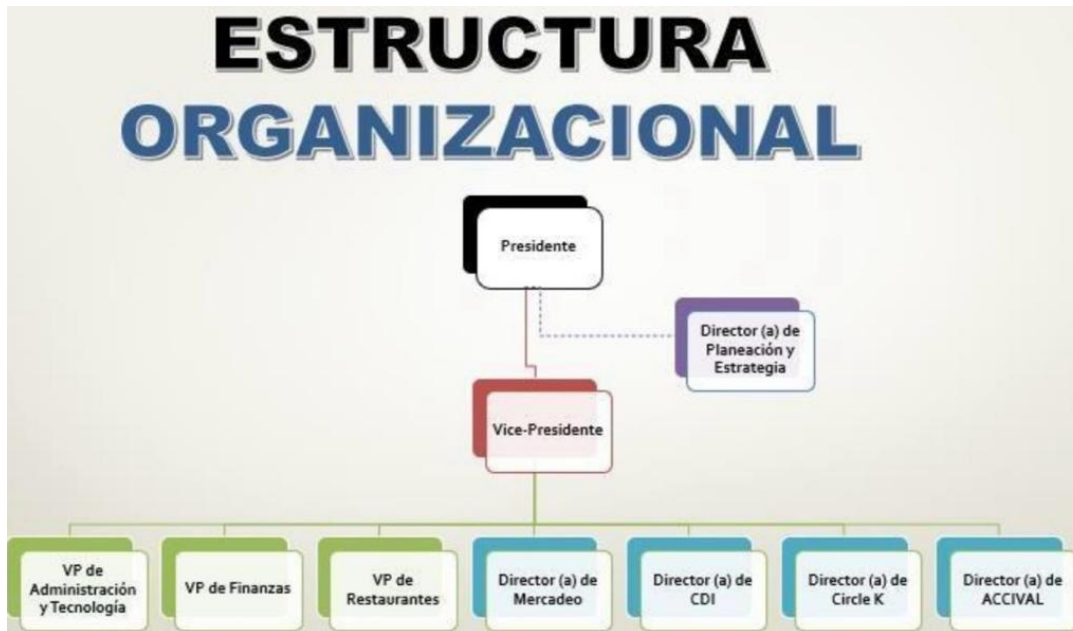 ESTRUCTURA
ORGANIZACIONAL
Presidente
Director (a) de
Planeación y
Estrategia
Vice-Presidente
VP de
Administración
y Tecnología
VP de Finanzas
VP de
Restaurantes
Director (a) de
Mercadeo
Director (a) de
CDI
Director (a) de
Circle K
Director (a) de
ACCIVAL